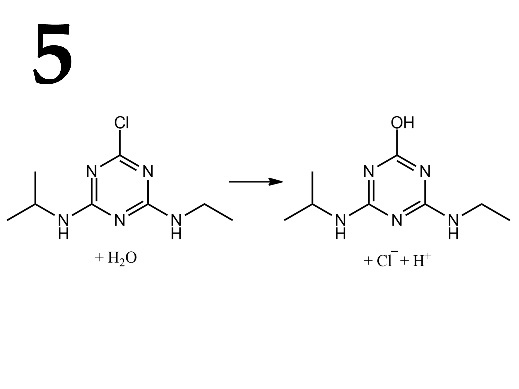 5
Cl OH
N N N N
N N N N N N
H H H H
+ H₂O + Cl⁻ + H⁺